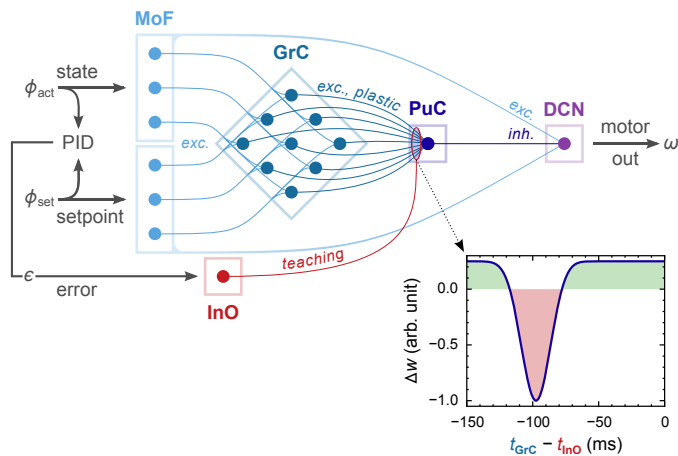 MoF
GrC
state
ϕact
exc., plastic
PuC
exc.
DCN
PID
exc.
inh.
motor
out
ω
ϕset
setpoint
teaching
ϵ
error
InO
0.0
−0.5
−1.0
Δw (arb. unit)
−150
−100
−50
0
tGrC − tInO (ms)